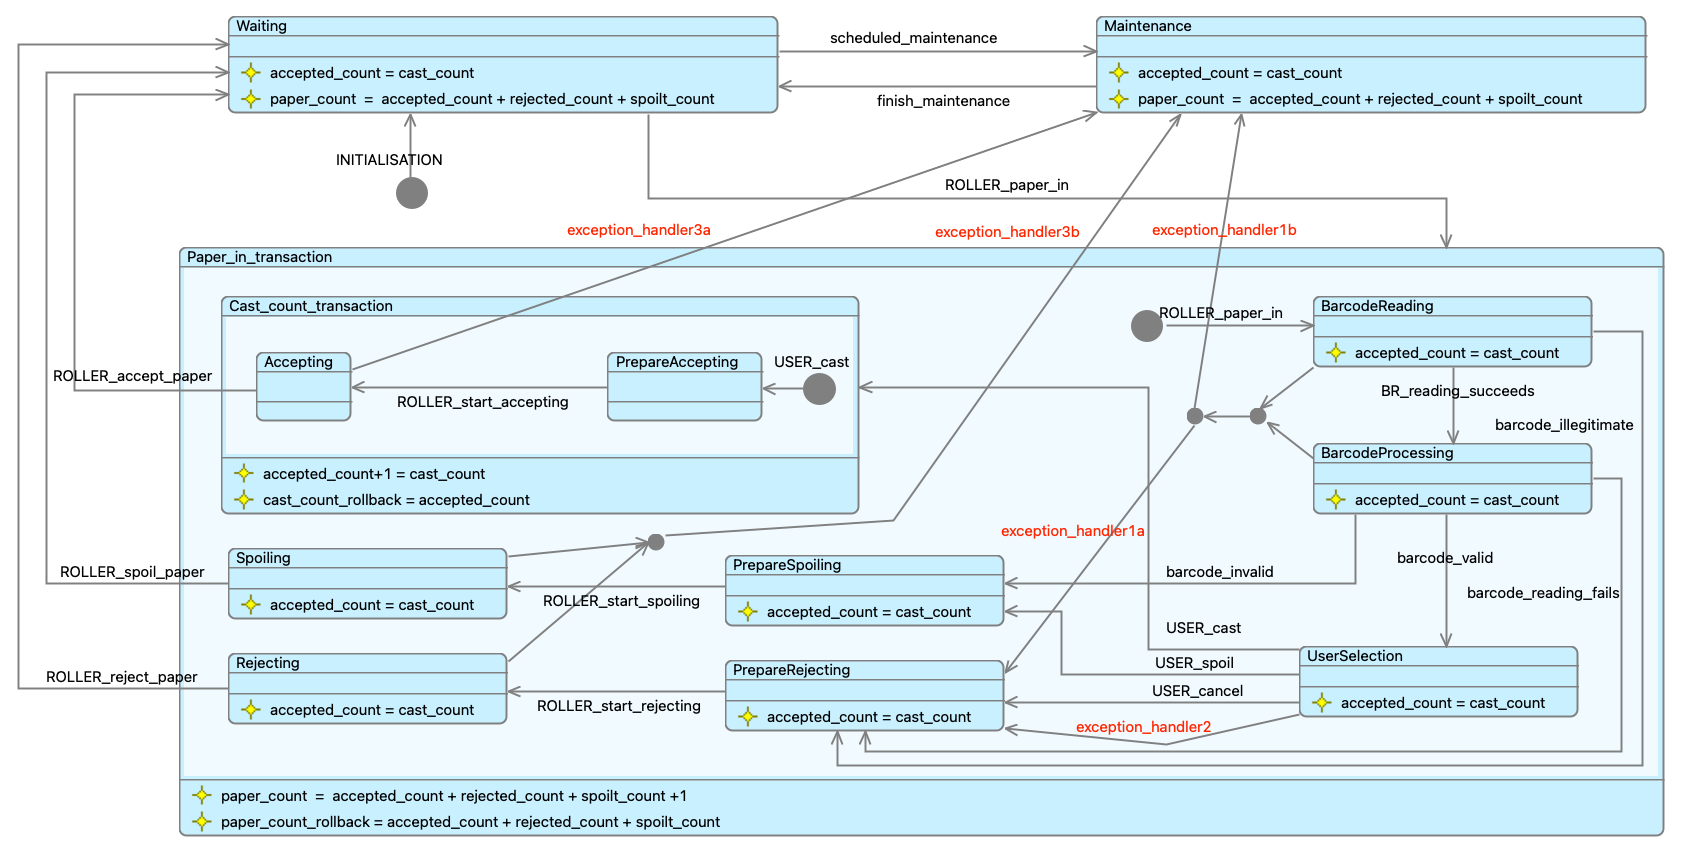 Waiting
accepted_count = cast_count
paper_count  =  accepted_count + rejected_count + spoilt_count
scheduled_maintenance
finish_maintenance
Maintenance
accepted_count = cast_count
paper_count  =  accepted_count + rejected_count + spoilt_count
INITIALISATION
ROLLER_paper_in
exception_handler3a
exception_handler3b
exception_handler1b
Paper_in_transaction
Cast_count_transaction
Accepting
PrepareAccepting
USER_cast
ROLLER_start_accepting
accepted_count+1 = cast_count
cast_count_rollback = accepted_count
ROLLER_accept_paper
ROLLER_paper_in
BarcodeReading
accepted_count = cast_count
BR_reading_succeeds
barcode_illegitimate
BarcodeProcessing
accepted_count = cast_count
exception_handler1a
barcode_valid
barcode_invalid
barcode_reading_fails
Spoiling
accepted_count = cast_count
ROLLER_spoil_paper
ROLLER_start_spoiling
PrepareSpoiling
accepted_count = cast_count
USER_cast
USER_spoil
USER_cancel
UserSelection
accepted_count = cast_count
exception_handler2
Rejecting
accepted_count = cast_count
ROLLER_reject_paper
ROLLER_start_rejecting
PrepareRejecting
accepted_count = cast_count
paper_count  =  accepted_count + rejected_count + spoilt_count +1
paper_count_rollback = accepted_count + rejected_count + spoilt_count